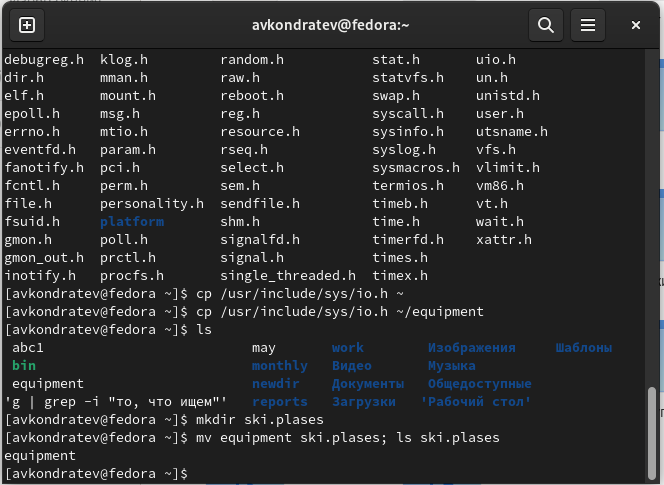 avkondratev@fedora:~
debugreg.h klog.h random.h stat.h uio.h
dir.h mman.h raw.h statvfs.h un.h
elf.h mount.h reboot.h swap.h unistd.h
epoll.h msg.h reg.h syscall.h user.h
errno.h mtio.h resource.h sysinfo.h utsname.h
eventfd.h param.h rseq.h syslog.h vfs.h
fanotify.h pci.h select.h sysmacros.h vlimit.h
fcntl.h perm.h sem.h termios.h vm86.h
file.h personality.h sendfile.h timeb.h vt.h
fsuid.h platform shm.h time.h wait.h
gmon.h poll.h signalfd.h timerfd.h xattr.h
gmon_out.h prctl.h signal.h times.h
inotify.h procfs.h single_threaded.h timex.h
[avkondratev@fedora ~]$ cp /usr/include/sys/io.h ~
[avkondratev@fedora ~]$ cp /usr/include/sys/io.h ~/equipment
[avkondratev@fedora ~]$ ls
abc1 may work Изображения Шаблоны
bin monthly Видео Музыка
equipment newdir Документы Общедоступные
'g | grep -i "то, что ищем"' reports Загрузки 'Рабочий стол'
[avkondratev@fedora ~]$ mkdir ski.plases
[avkondratev@fedora ~]$ mv equipment ski.plases; ls ski.plases
equipment
[avkondratev@fedora ~]$